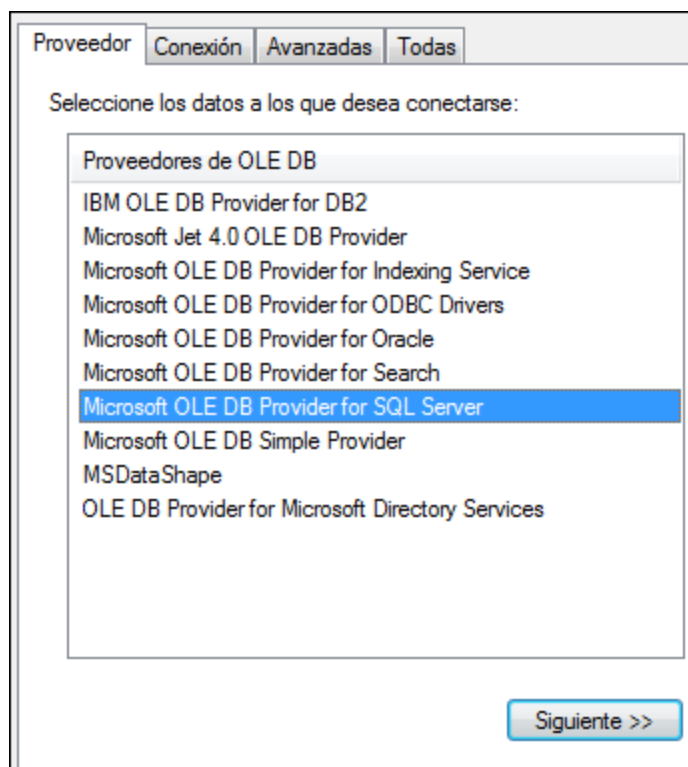 Proveedor Conexión Avanzadas Todas
Seleccione los datos a los que desea conectarse:
Proveedores de OLE DB
IBM OLE DB Provider for DB2
Microsoft Jet 4.0 OLE DB Provider
Microsoft OLE DB Provider for Indexing Service
Microsoft OLE DB Provider for ODBC Drivers
Microsoft OLE DB Provider for Oracle
Microsoft OLE DB Provider for Search
Microsoft OLE DB Provider for SQL Server
Microsoft OLE DB Simple Provider
MSDataShape
OLE DB Provider for Microsoft Directory Services
Siguiente >>